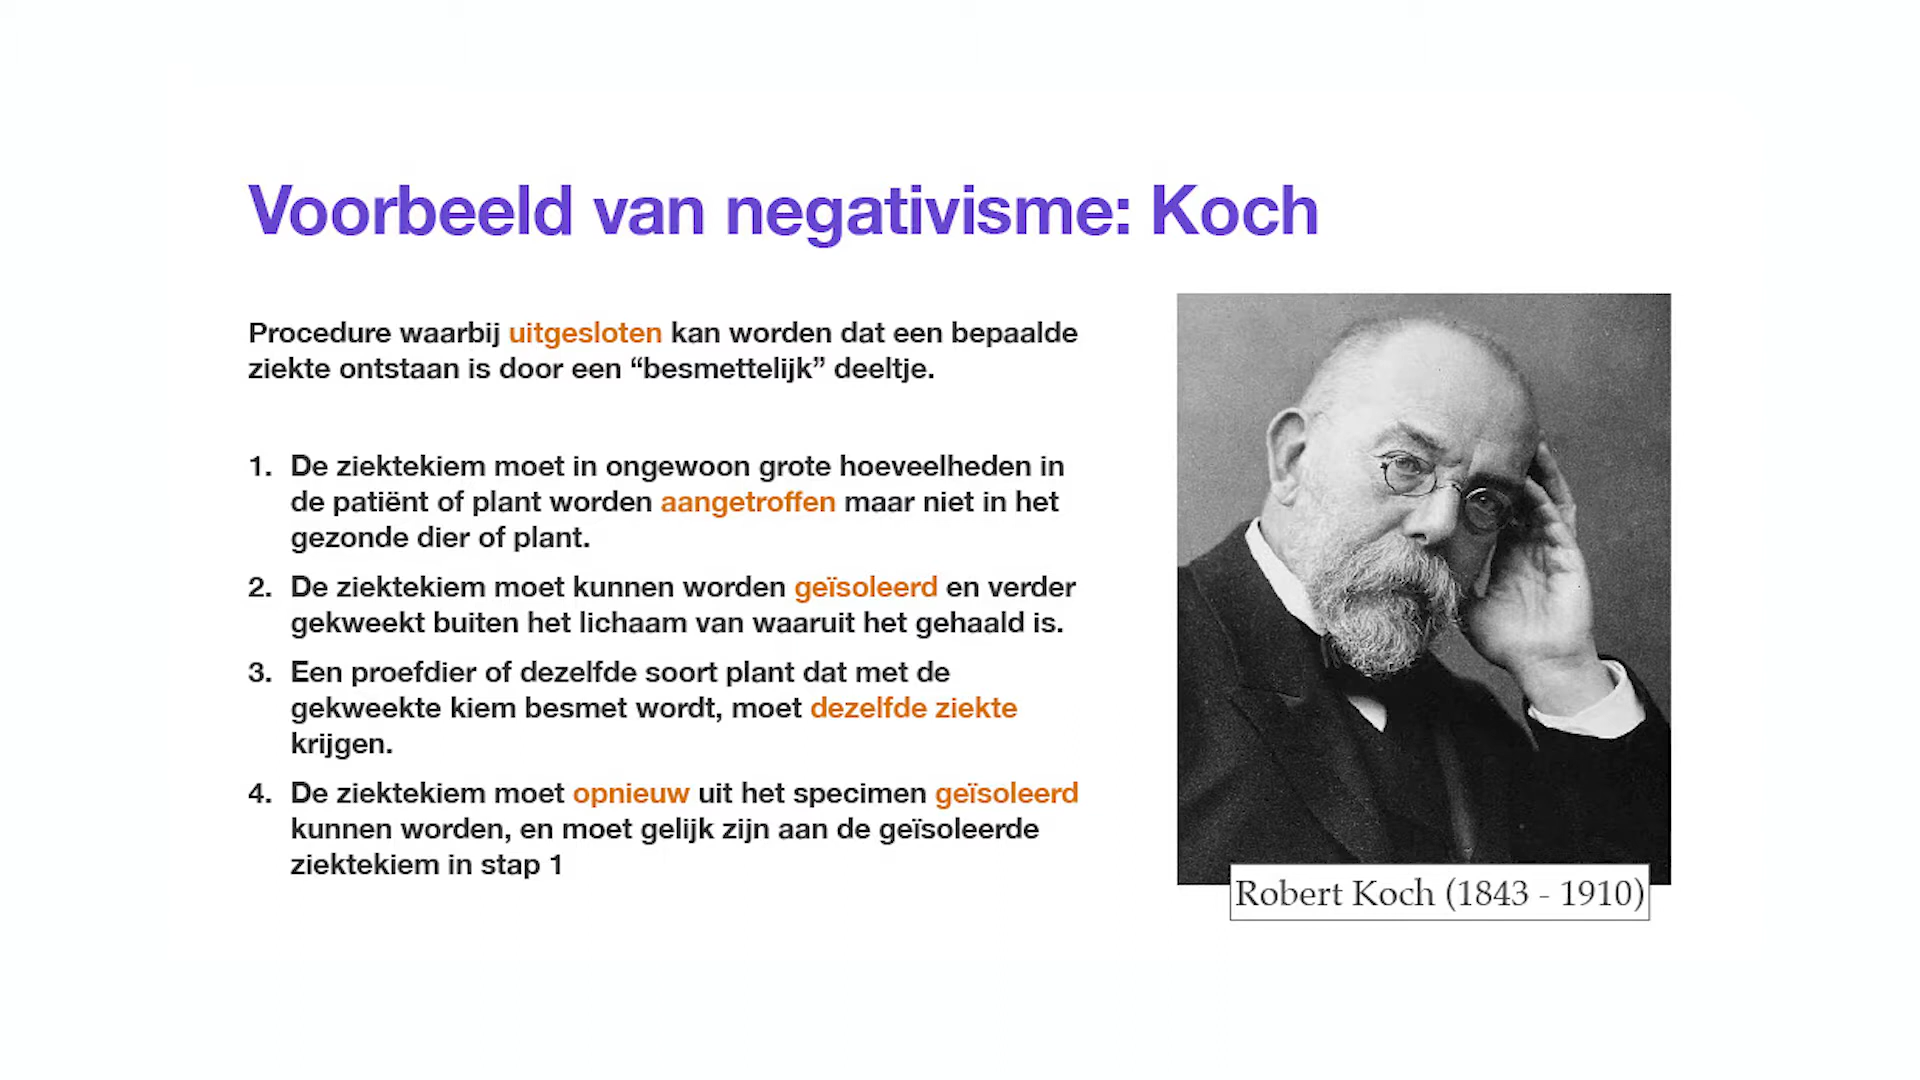 Voorbeeld van negativisme: Koch
Procedure waarbij uitgesloten kan worden dat een bepaalde
ziekte ontstaan is door een “besmettelijk” deeltje.
1. De ziektekiem moet in ongewoon grote hoeveelheden in
de patiënt of plant worden aangetroffen maar niet in het
gezonde dier of plant.
2. De ziektekiem moet kunnen worden geïsoleerd en verder
gekweekt buiten het lichaam van waaruit het gehaald is.
3. Een proefdier of dezelfde soort plant dat met de
gekweekte kiem besmet wordt, moet dezelfde ziekte
krijgen.
4. De ziektekiem moet opnieuw uit het specimen geïsoleerd
kunnen worden, en moet gelijk zijn aan de geïsoleerde
ziektekiem in stap 1
Robert Koch (1843 - 1910)